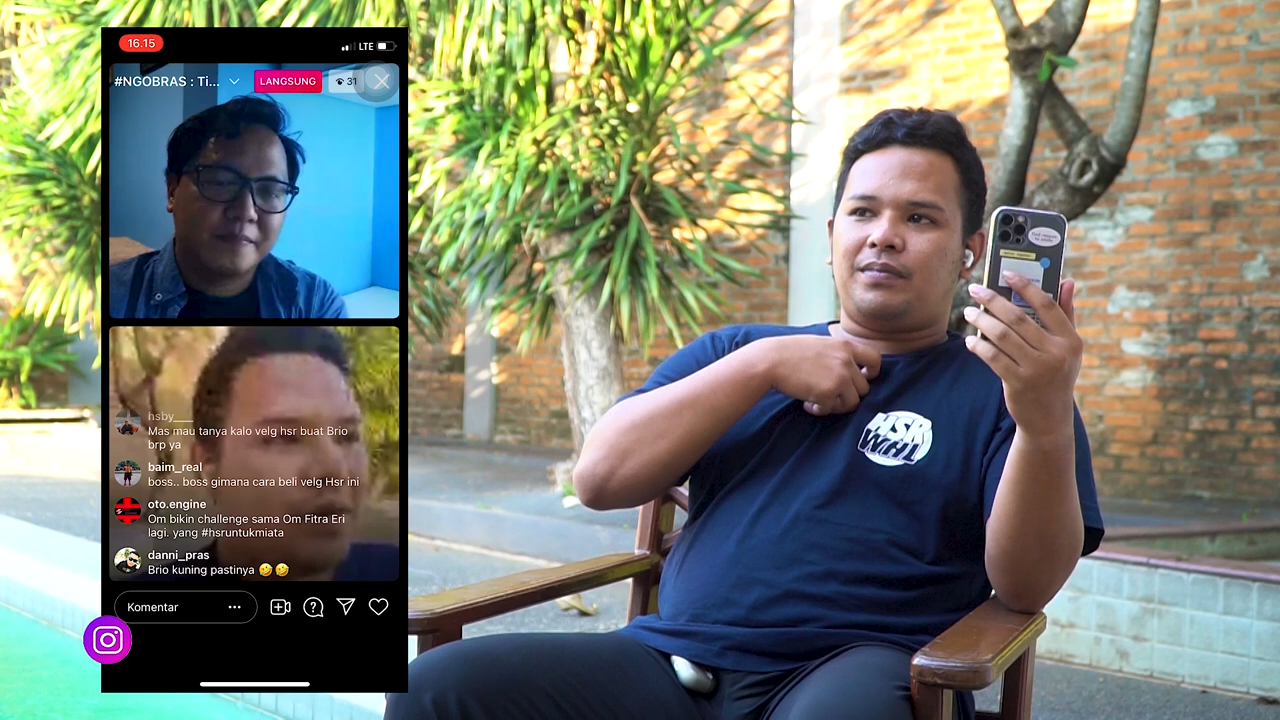 16.15
LTE
#NGOBRAS : Ti...
LANGSUNG
31
hsby____
Mas mau tanya kalo velg hsr buat Brio
brp ya
baim_real
boss.. boss gimana cara beli velg Hsr ini
oto.engine
Om bikin challenge sama Om Fitra Eri
lagi. yang #hsruntukmiata
danni_pras
Brio kuning pastinya 🤣🤣
Komentar
HSR
WHL